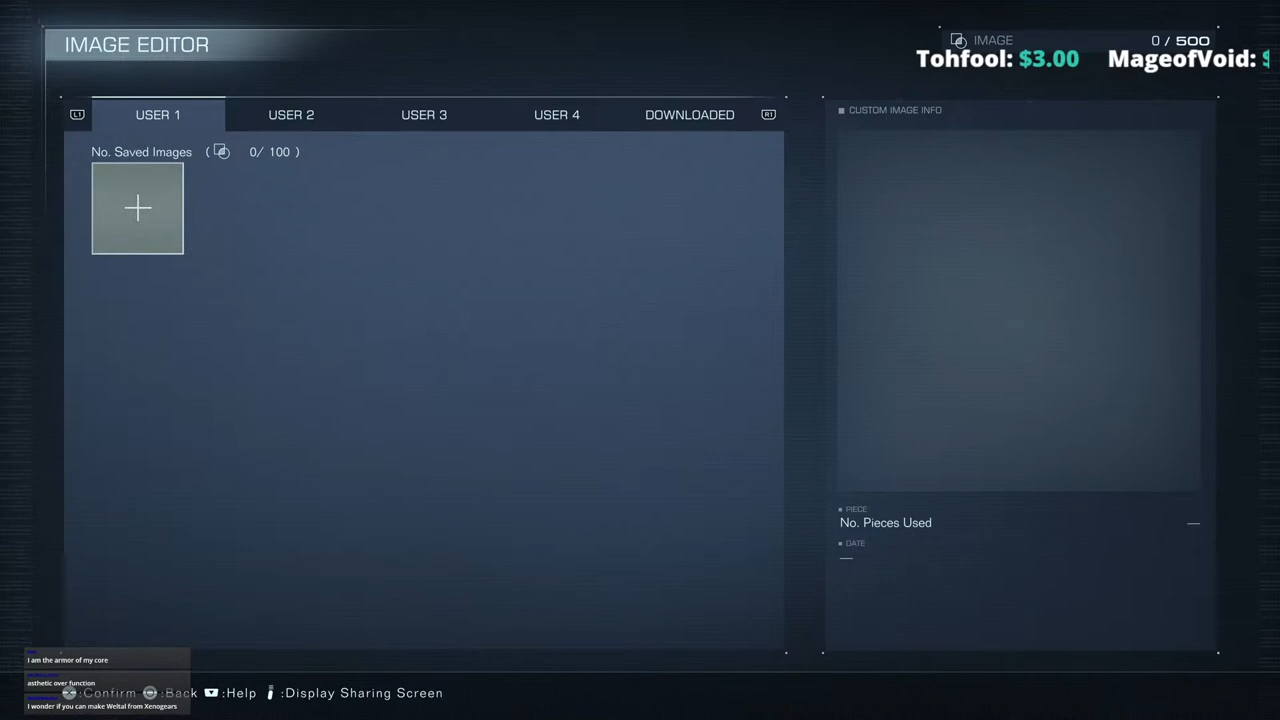 IMAGE EDITOR
IMAGE 0 / 500
Tohfool: $3.00 MageofVoid: $
L1 USER 1 USER 2 USER 3 USER 4 DOWNLOADED R1
No. Saved Images ( 0/ 100 )
CUSTOM IMAGE INFO
PIECE
No. Pieces Used —
DATE
—
I am the armor of my core
asthetic over function
:Confirm :Back :Help :Display Sharing Screen
I wonder if you can make Weltal from Xenogears